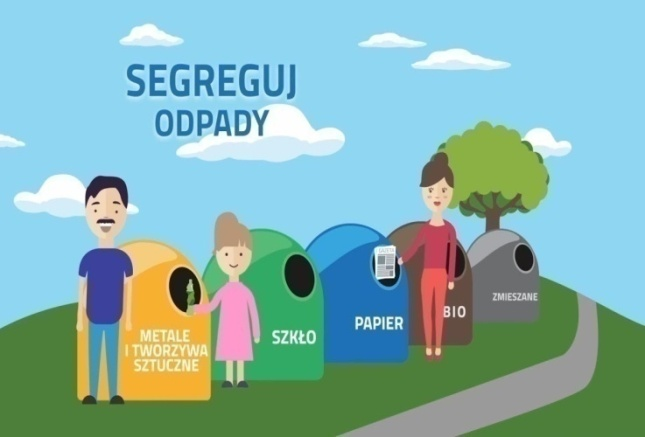 SEGREGUJ
ODPADY
METALE
I TWORZYWA
SZTUCZNE
SZKŁO
PAPIER
BIO
ZMIESZANE